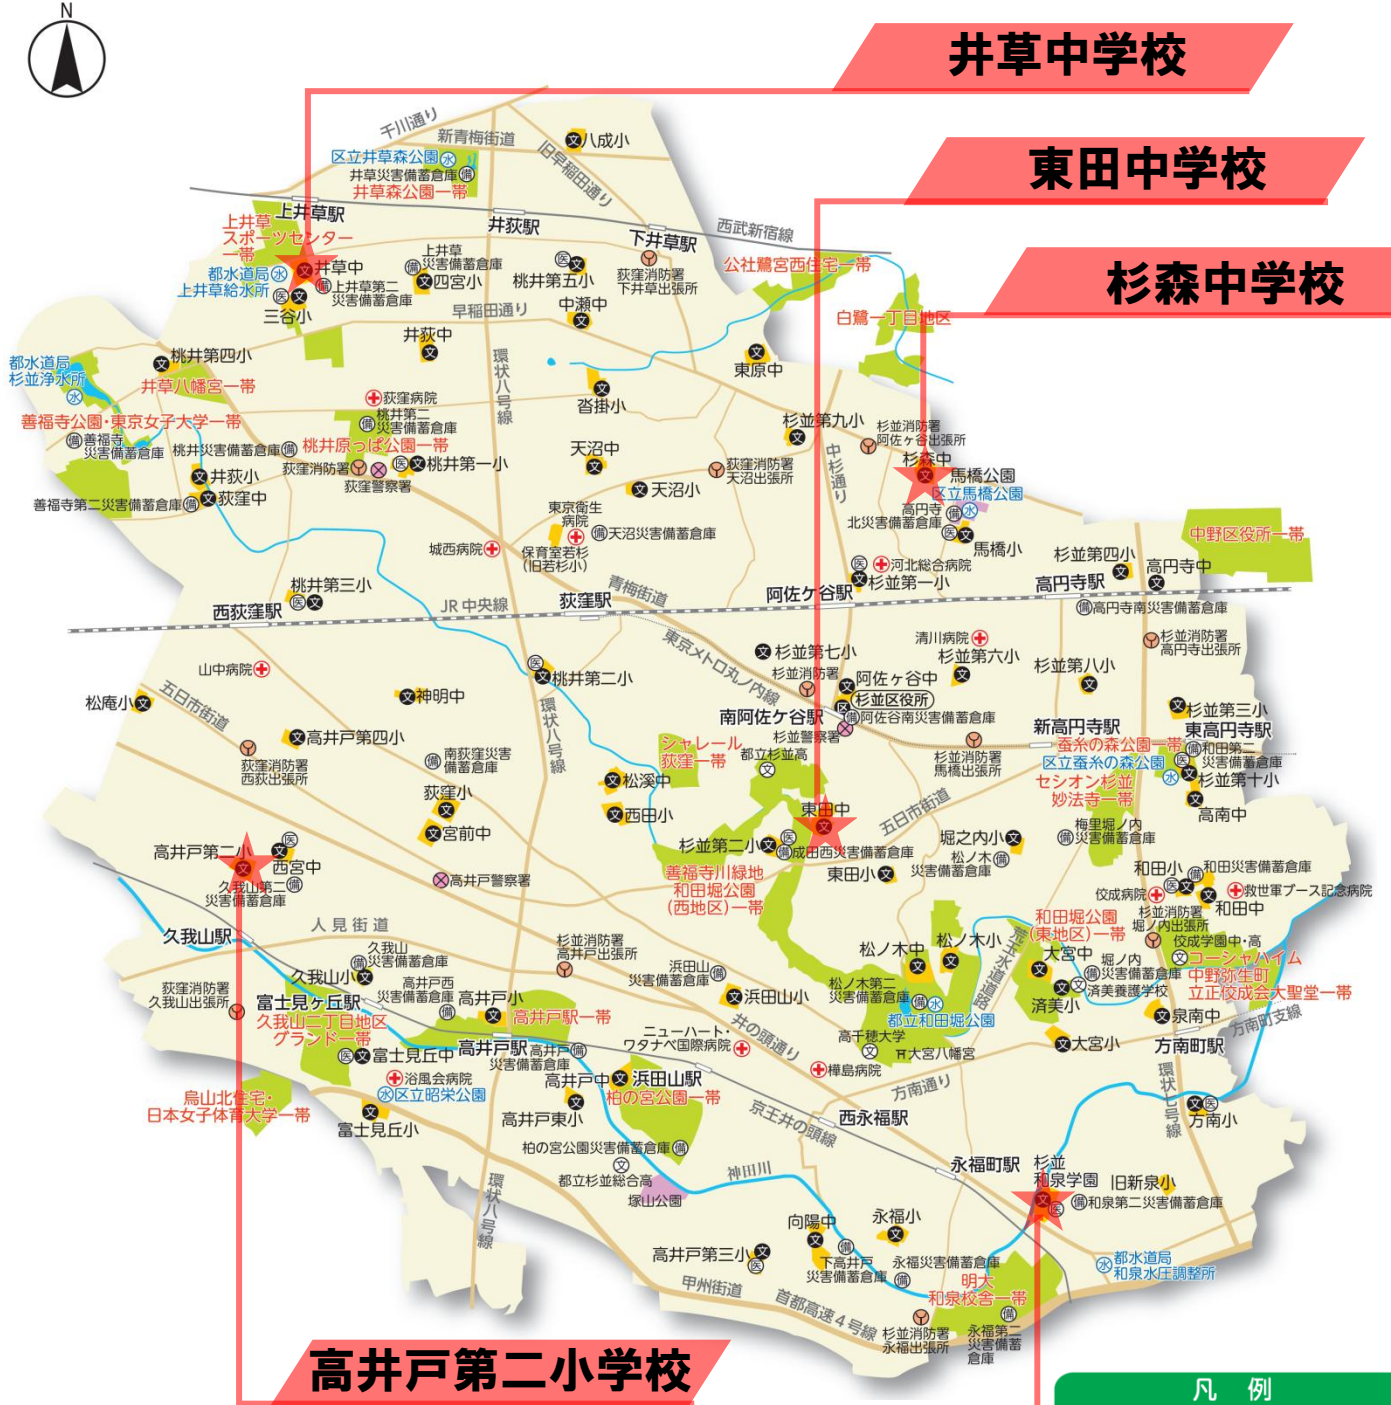 N
井草中学校
東田中学校
杉森中学校
千川通り
新青梅街道
旧早稲田通り
八成小
区立井草森公園
水
井草災害備蓄倉庫
備
井草森公園一帯
上井草駅
井荻駅
下井草駅
西武新宿線
上井草
スポーツセンター
一帯
井草中
都水道局
上井草給水所
上井草第二
災害備蓄倉庫
三谷小
上井草
災害備蓄倉庫
四宮小
桃井第五小
荻窪消防署
下井草出張所
公社鷺宮西住宅一帯
白鷺一丁目地区
早稲田通り
中瀬中
井荻中
環状八号線
東原中
沓掛小
都水道局
杉並浄水所
桃井第四小
井草八幡宮一帯
善福寺公園・東京女子大学一帯
善福寺
災害備蓄倉庫
桃井災害備蓄倉庫
荻窪病院
桃井第二
災害備蓄倉庫
桃井原っぱ公園一帯
荻窪消防署
荻窪警察署
桃井第一小
井荻小
荻窪中
善福寺第二災害備蓄倉庫
天沼中
天沼小
荻窪消防署
天沼出張所
杉並第九小
中杉通り
杉並消防署
阿佐ヶ谷出張所
杉森中
馬橋公園
区立馬橋公園
高円寺
北災害備蓄倉庫
馬橋小
中野区役所一帯
東京衛生
病院
天沼災害備蓄倉庫
城西病院
保育室若杉
(旧若杉小)
河北総合病院
杉並第一小
杉並第四小
高円寺中
桃井第三小
西荻窪駅
JR中央線
荻窪駅
青梅街道
阿佐ケ谷駅
高円寺駅
高円寺南災害備蓄倉庫
杉並消防署
高円寺出張所
東京メトロ丸ノ内線
杉並第七小
清川病院
杉並第六小
杉並第八小
杉並消防署
阿佐ヶ谷中
杉並区役所
南阿佐ケ谷駅
阿佐谷南災害備蓄倉庫
杉並警察署
山中病院
松庵小
五日市街道
神明中
桃井第二小
環状八号線
高井戸第四小
荻窪消防署
西荻出張所
南荻窪災害
備蓄倉庫
シャレール
荻窪一帯
都立杉並高
杉並消防署
馬橋出張所
新高円寺駅
杉並第三小
東高円寺駅
蚕糸の森公園一帯
区立蚕糸の森公園
和田第二
災害備蓄倉庫
杉並第十小
セシオン杉並
妙法寺一帯
高南中
松溪中
西田小
荻窪小
宮前中
東田中
五日市街道
杉並第二小
成田西災害備蓄倉庫
善福寺川緑地
和田堀公園
(西地区)一帯
東田小
堀之内小
松ノ木
災害備蓄倉庫
梅里堀ノ内
災害備蓄倉庫
和田小
和田災害備蓄倉庫
佼成病院
救世軍ブース記念病院
和田中
高井戸第二小
西宮中
久我山第二
災害備蓄倉庫
高井戸警察署
人見街道
久我山駅
久我山
災害備蓄倉庫
久我山小
高井戸西
災害備蓄倉庫
杉並消防署
高井戸出張所
浜田山
災害備蓄倉庫
浜田山小
松ノ木中
松ノ木小
松ノ木第二
災害備蓄倉庫
都立和田堀公園
荒玉水道道路
和田堀公園
(東地区)一帯
大宮中
堀ノ内
災害備蓄倉庫
済美養護学校
済美小
杉並消防署
堀ノ内出張所
佼成学園中・高
コーシャハイム
中野弥生町
立正佼成会大聖堂一帯
泉南中
方南町支線
方南町駅
荻窪消防署
久我山出張所
富士見ヶ丘駅
久我山二丁目地区
グランド一帯
富士見丘中
浴風会病院
区立昭栄公園
高井戸小
高井戸駅一帯
高井戸駅
高井戸
災害備蓄倉庫
高井戸中
高井戸東小
浜田山駅
柏の宮公園一帯
井の頭通り
ニューハート・
ワタナベ国際病院
高千穂大学
大宮八幡宮
樺島病院
方南通り
大宮小
環状七号線
方南小
烏山北住宅・
日本女子体育大学一帯
富士見丘小
京王井の頭線
西永福駅
柏の宮公園災害備蓄倉庫
都立杉並総合高
塚山公園
神田川
環状八号線
永福町駅
杉並
和泉学園
旧新泉小
和泉第二災害備蓄倉庫
向陽中
永福小
高井戸第三小
下高井戸
災害備蓄倉庫
永福災害備蓄倉庫
明大
和泉校舎一帯
都水道局
和泉水圧調整所
甲州街道
首都高速4号線
杉並消防署
永福出張所
永福第二
災害備蓄
倉庫
高井戸第二小学校
凡例